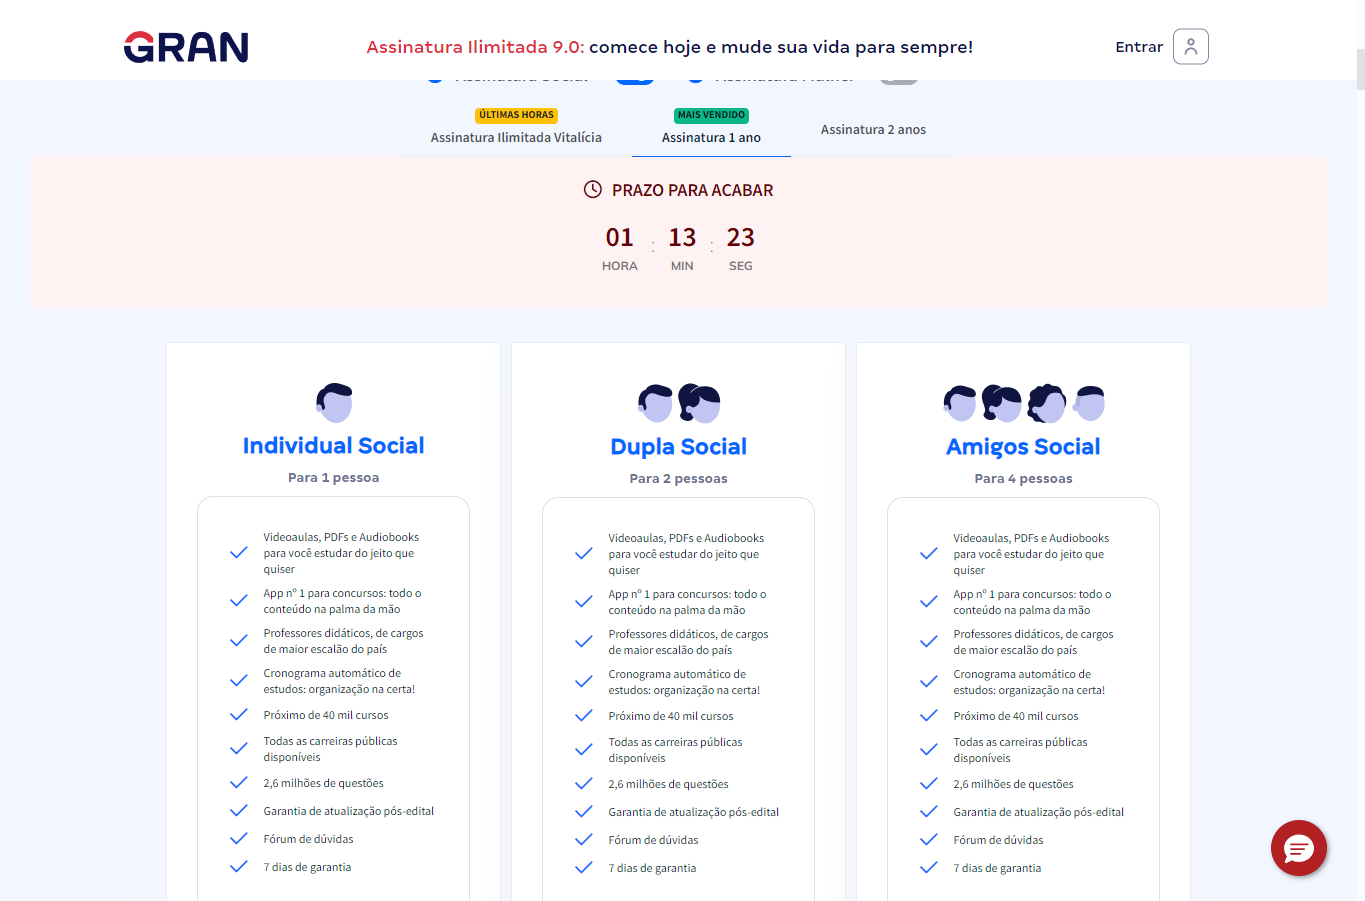 GRAN
Assinatura Ilimitada 9.0: comece hoje e mude sua vida para sempre!
Entrar
Assinatura Social
Assinatura Mulher
ÚLTIMAS HORAS
Assinatura Ilimitada Vitalícia
MAIS VENDIDO
Assinatura 1 ano
Assinatura 2 anos
PRAZO PARA ACABAR
01 : 13 : 23
HORA MIN SEG
Individual Social
Para 1 pessoa
Videoaulas, PDFs e Audiobooks
para você estudar do jeito que
quiser
App nº 1 para concursos: todo o
conteúdo na palma da mão
Professores didáticos, de cargos
de maior escalão do país
Cronograma automático de
estudos: organização na certa!
Próximo de 40 mil cursos
Todas as carreiras públicas
disponíveis
2,6 milhões de questões
Garantia de atualização pós-edital
Fórum de dúvidas
7 dias de garantia
Dupla Social
Para 2 pessoas
Videoaulas, PDFs e Audiobooks
para você estudar do jeito que
quiser
App nº 1 para concursos: todo o
conteúdo na palma da mão
Professores didáticos, de cargos
de maior escalão do país
Cronograma automático de
estudos: organização na certa!
Próximo de 40 mil cursos
Todas as carreiras públicas
disponíveis
2,6 milhões de questões
Garantia de atualização pós-edital
Fórum de dúvidas
7 dias de garantia
Amigos Social
Para 4 pessoas
Videoaulas, PDFs e Audiobooks
para você estudar do jeito que
quiser
App nº 1 para concursos: todo o
conteúdo na palma da mão
Professores didáticos, de cargos
de maior escalão do país
Cronograma automático de
estudos: organização na certa!
Próximo de 40 mil cursos
Todas as carreiras públicas
disponíveis
2,6 milhões de questões
Garantia de atualização pós-edital
Fórum de dúvidas
7 dias de garantia